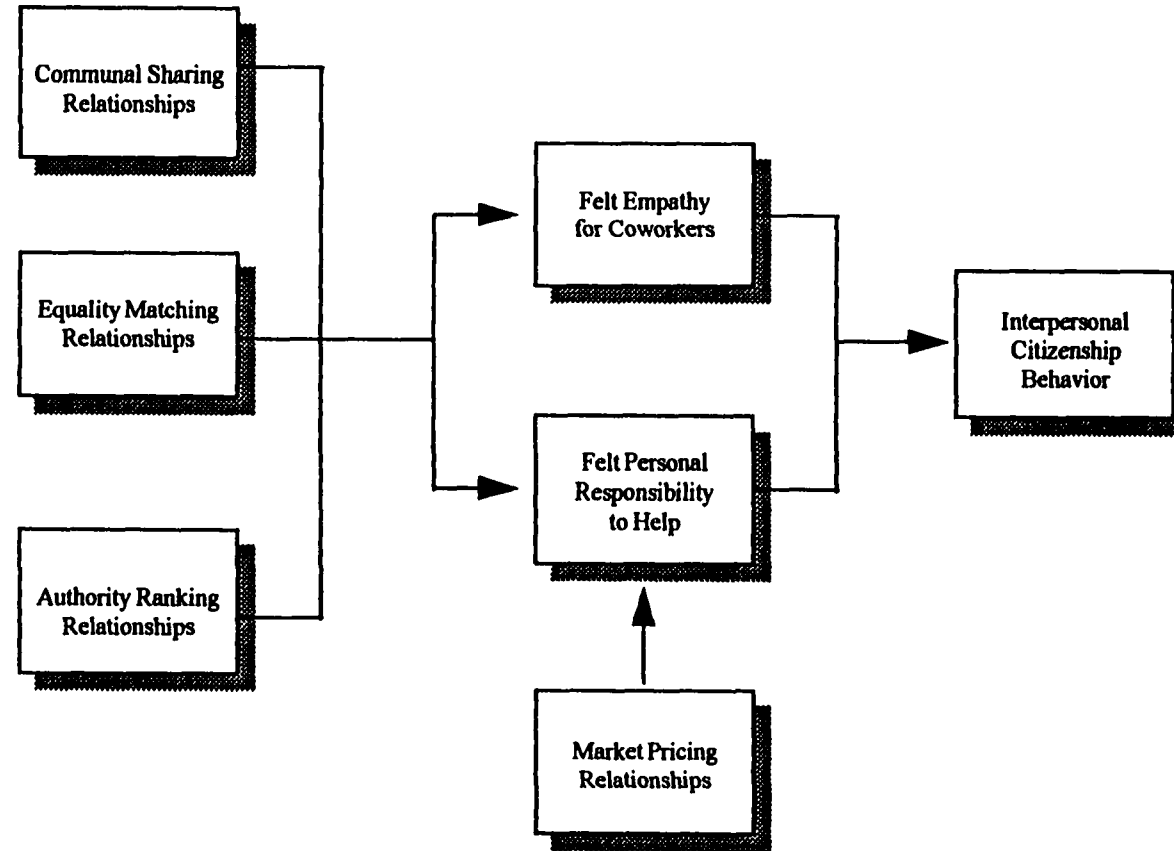 Communal Sharing
Relationships
Felt Empathy
for Coworkers
Equality Matching
Relationships
Interpersonal
Citizenship
Behavior
Felt Personal
Responsibility
to Help
Authority Ranking
Relationships
Market Pricing
Relationships